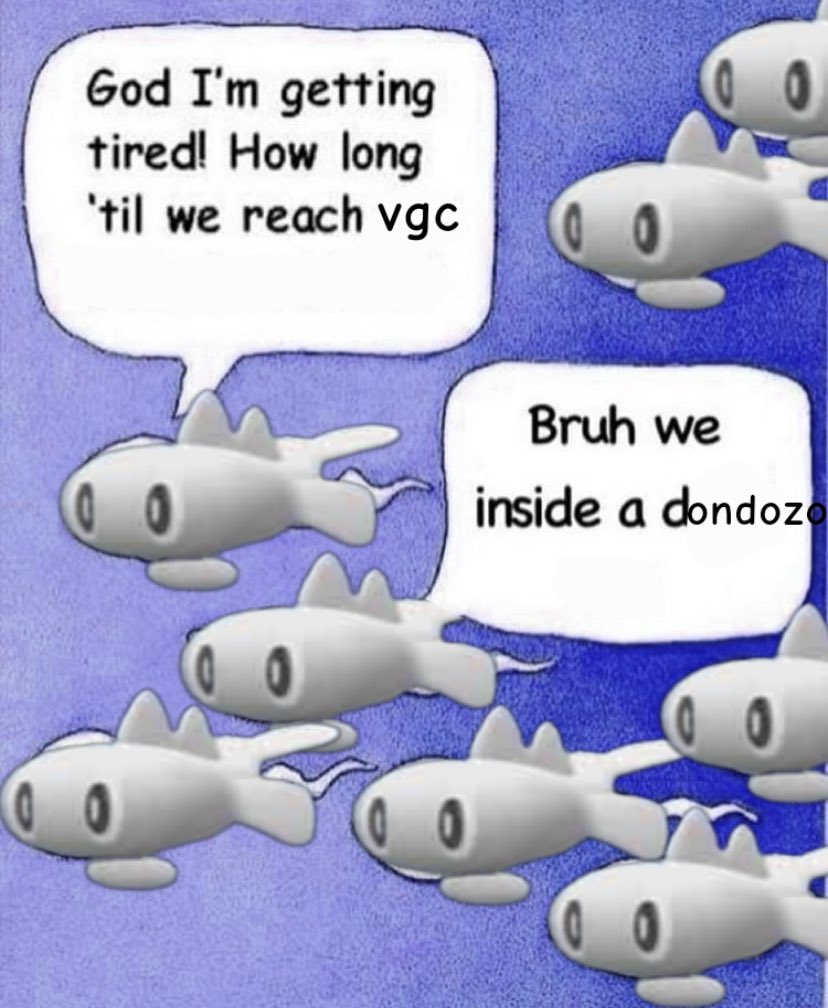 God I'm getting
tired! How long
'til we reach vgc
Bruh we
inside a dondozo